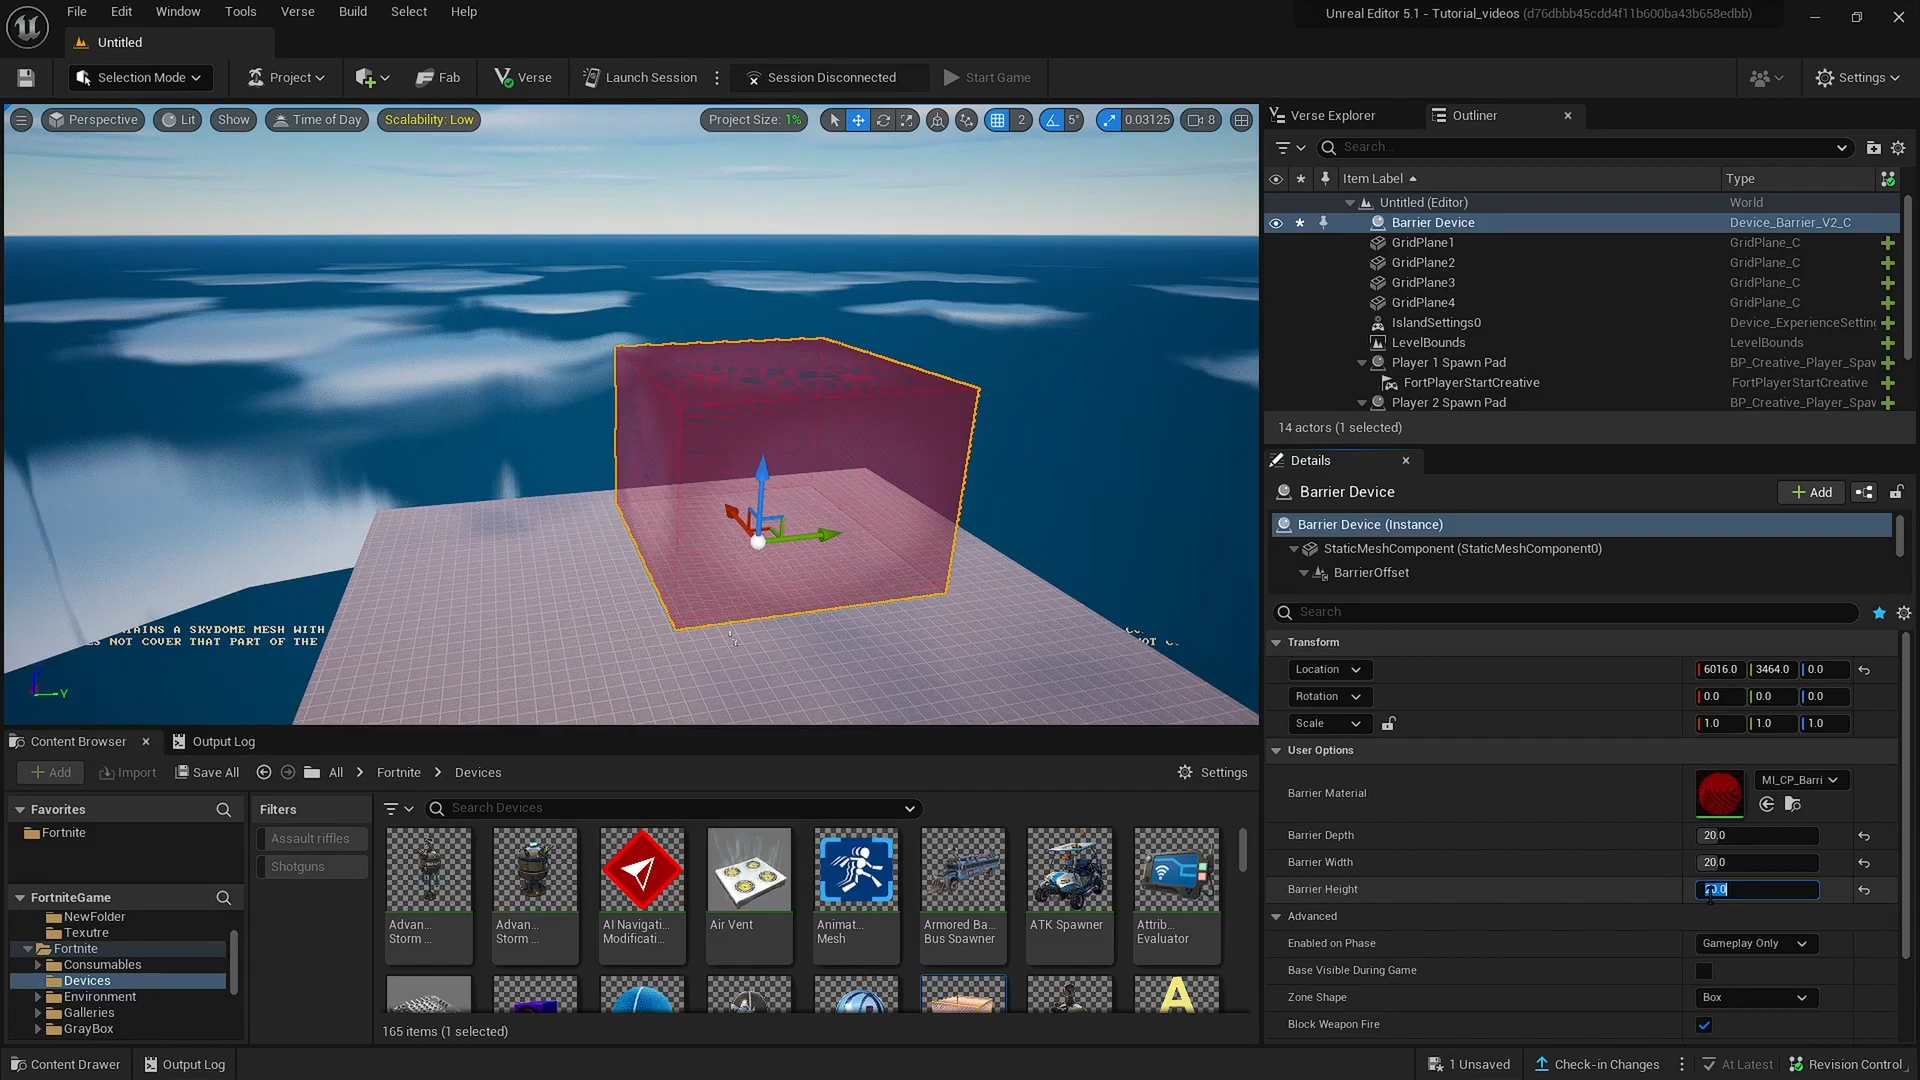 File Edit Window Tools Verse Build Select Help
Unreal Editor 5.1 - Tutorial_videos (d76dbbb45cdd4f11b600ba43b658edbb)
Untitled
Selection Mode Project Fab Verse Launch Session Session Disconnected Start Game Settings
Perspective Lit Show Time of Day Scalability: Low Project Size: 1% 2 5° 0.03125 8
Verse Explorer Outliner
Search...
Item Label Type
Untitled (Editor) World
Barrier Device Device_Barrier_V2_C
GridPlane1 GridPlane_C
GridPlane2 GridPlane_C
GridPlane3 GridPlane_C
GridPlane4 GridPlane_C
IslandSettings0 Device_ExperienceSetting
LevelBounds LevelBounds
Player 1 Spawn Pad BP_Creative_Player_Spaw
FortPlayerStartCreative FortPlayerStartCreative
Player 2 Spawn Pad BP_Creative_Player_Spaw
14 actors (1 selected)
Details
Barrier Device Add
Barrier Device (Instance)
StaticMeshComponent (StaticMeshComponent0)
BarrierOffset
Search
Transform
Location 6016.0 3464.0 0.0
Rotation 0.0 0.0 0.0
Scale 1.0 1.0 1.0
User Options
Barrier Material MI_CP_Barri
Barrier Depth 20.0
Barrier Width 20.0
Barrier Height 20.0
Advanced
Enabled on Phase Gameplay Only
Base Visible During Game
Zone Shape Box
Block Weapon Fire
AINS A SKYDOME MESH WITH
ES NOT COVER THAT PART OF THE
Y
Content Browser Output Log
Add Import Save All All Fortnite Devices Settings
Favorites
Fortnite
FortniteGame
NewFolder
Texutre
Fortnite
Consumables
Devices
Environment
Galleries
GrayBox
Filters
Assault riffles
Shotguns
Search Devices
Advan... Storm ...
Advan... Storm ...
AI Navigati... Modificati...
Air Vent
Animat... Mesh
Armored Ba... Bus Spawner
ATK Spawner
Attrib... Evaluator
A
165 items (1 selected)
Content Drawer Output Log 1 Unsaved Check-in Changes At Latest Revision Control